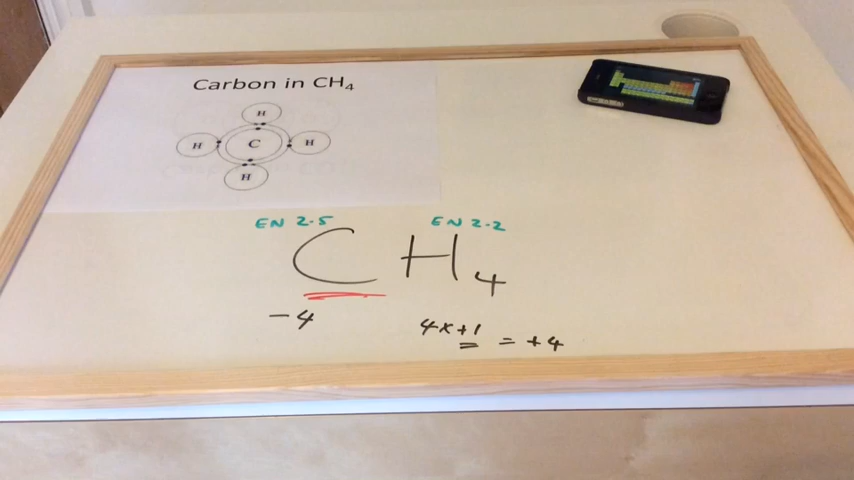 Carbon in CH₄
H
H C H
H
EN 2.5 EN 2.2
CH₄
-4 4x+1 = +4